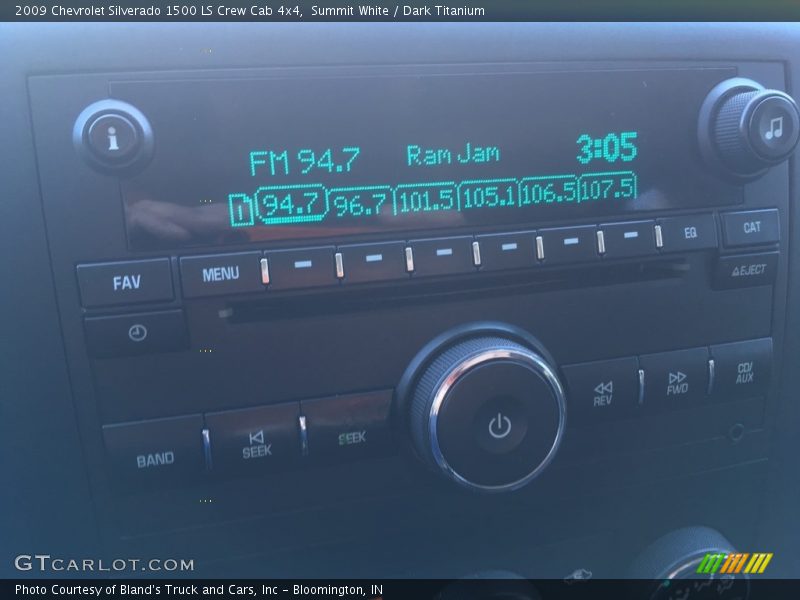 2009 Chevrolet Silverado 1500 LS Crew Cab 4x4,  Summit White / Dark Titanium
i
FM 94.7 Ram Jam 3:05
1 94.7 96.7 101.5 105.1 106.5 107.5
FAV MENU EQ CAT
EJECT
REV FWD CD/AUX
BAND SEEK SEEK
GTCARLOT.COM
Photo Courtesy of Bland's Truck and Cars, Inc - Bloomington, IN